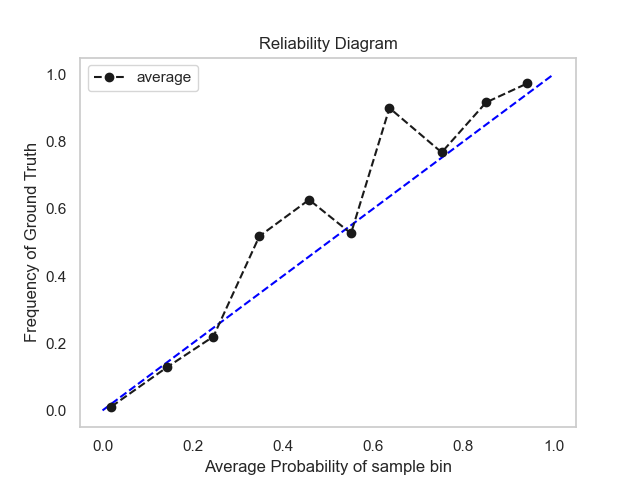 Reliability Diagram
average
1.0
0.8
0.6
0.4
0.2
0.0
Frequency of Ground Truth
0.0 0.2 0.4 0.6 0.8 1.0
Average Probability of sample bin